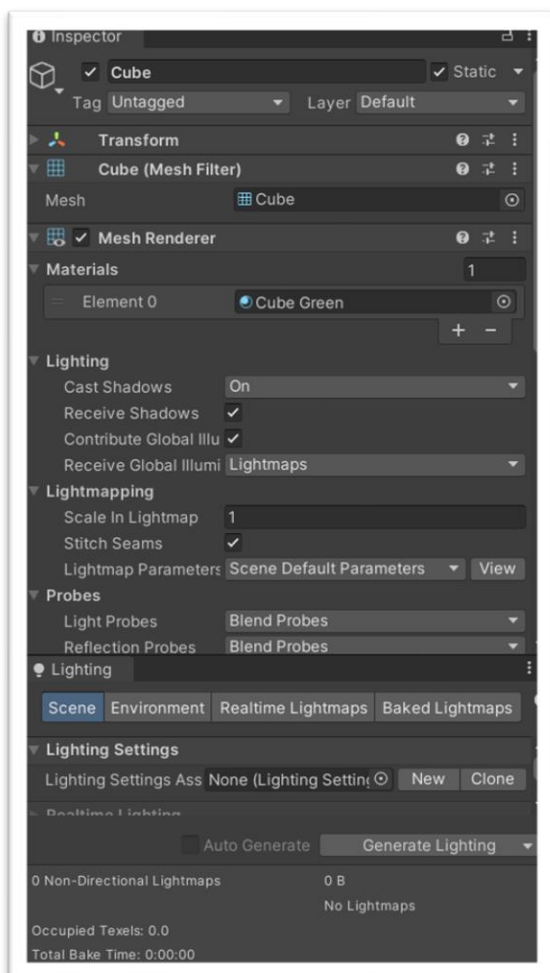 Inspector
Cube Static
Tag Untagged Layer Default
Transform
Cube (Mesh Filter)
Mesh Cube
Mesh Renderer
Materials 1
Element 0 Cube Green
+ -
Lighting
Cast Shadows On
Receive Shadows
Contribute Global Illu
Receive Global Illumi Lightmaps
Lightmapping
Scale In Lightmap 1
Stitch Seams
Lightmap Parameters Scene Default Parameters View
Probes
Light Probes Blend Probes
Reflection Probes Blend Probes
Lighting
Scene Environment Realtime Lightmaps Baked Lightmaps
Lighting Settings
Lighting Settings Ass None (Lighting Setting New Clone
Realtime Lighting
Auto Generate Generate Lighting
0 Non-Directional Lightmaps 0 B
No Lightmaps
Occupied Texels: 0.0
Total Bake Time: 0:00:00